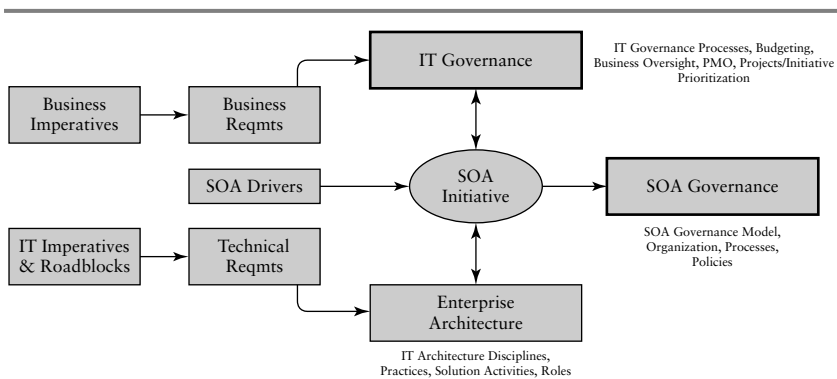 IT Governance
IT Governance Processes, Budgeting,
Business Oversight, PMO, Projects/Initiative
Prioritization
Business
Imperatives
Business
Reqmts
SOA Drivers
SOA
Initiative
SOA Governance
SOA Governance Model,
Organization, Processes,
Policies
IT Imperatives
& Roadblocks
Technical
Reqmts
Enterprise
Architecture
IT Architecture Disciplines,
Practices, Solution Activities, Roles